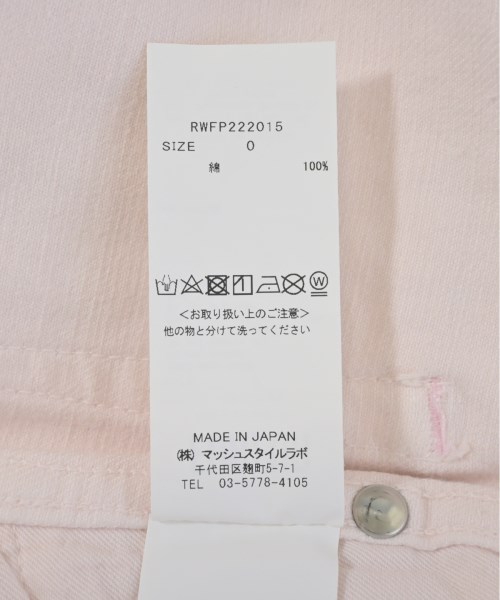 RWFP222015
SIZE 0
綿 100%
W
<お取り扱い上のご注意>
他の物と分けて洗ってください
MADE IN JAPAN
(株) マッシュスタイルラボ
千代田区麹町5-7-1
TEL 03-5778-4105